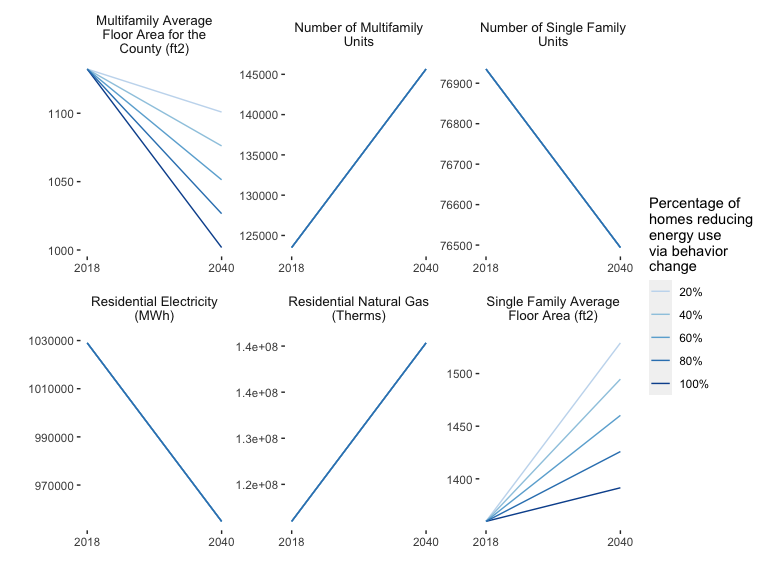 Multifamily Average
Floor Area for the
County (ft2)
1100
1050
1000
2018
2040
Number of Multifamily
Units
145000
140000
135000
130000
125000
2018
2040
Number of Single Family
Units
76900
76800
76700
76600
76500
2018
2040
Residential Electricity
(MWh)
1030000
1010000
990000
970000
2018
2040
Residential Natural Gas
(Therms)
1.4e+08
1.4e+08
1.3e+08
1.2e+08
2018
2040
Single Family Average
Floor Area (ft2)
1500
1450
1400
2018
2040
Percentage of
homes reducing
energy use
via behavior
change
20%
40%
60%
80%
100%